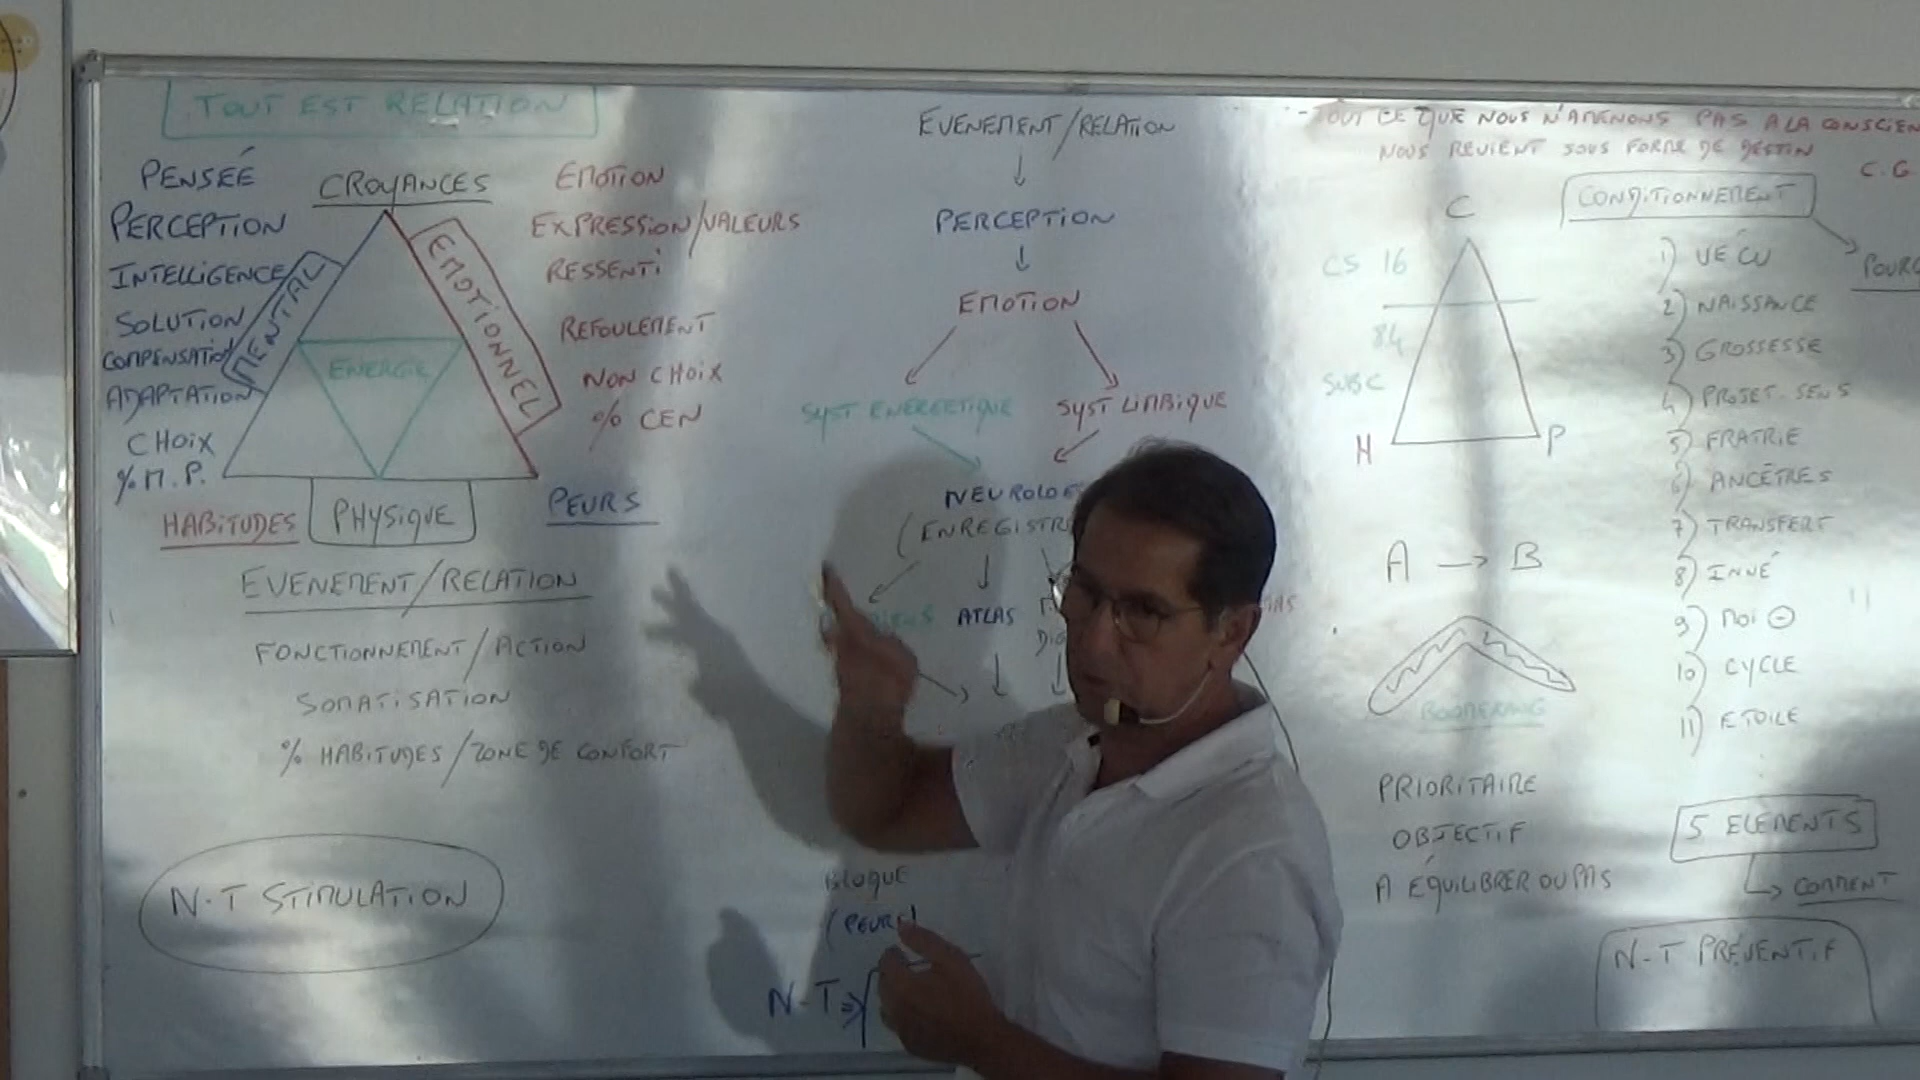 TOUT EST RELATION
PENSÉE
PERCEPTION
INTELLIGENCE
SOLUTION
COMPENSATION
ADAPTATION
CHOIX
% M.P.
CROYANCES
MENTAL
EMOTIONNEL
ENERGIE
EMOTION
EXPRESSION/VALEURS
RESSENTI
REFOULEMENT
NON CHOIX
% CEN
HABITUDES
PHYSIQUE
PEURS
EVENEMENT/RELATION
FONCTIONNEMENT/ACTION
SOMATISATION
% HABITUDES/ZONE DE CONFORT
N-T STIMULATION
EVENEMENT/RELATION
PERCEPTION
EMOTION
SYST ENERGETIQUE
SYST LIMBIQUE
NEUROLO
(ENREGISTR
ATLAS
BLOQUE
(PEURS)
N-T =>
- TOUT CE QUE NOUS N'AMENONS PAS A LA CONSCIEN
NOUS REVIENT SOUS FORME DE DESTIN
C.G
C
CS 16
84
SUBC
H
P
A → B
BOOMERANG
PRIORITAIRE
OBJECTIF
A ÉQUILIBRER OU PAS
CONDITIONNEMENT
POURQ
1) VÉCU
2) NAISSANCE
3) GROSSESSE
4) PROJET-SENS
5) FRATRIE
6) ANCÊTRES
7) TRANSFERT
8) INNÉ
9) MOI ⊖
10) CYCLE
11) ETOILE
5 ELEMENTS
COMMENT
N-T PRÉVENTIF